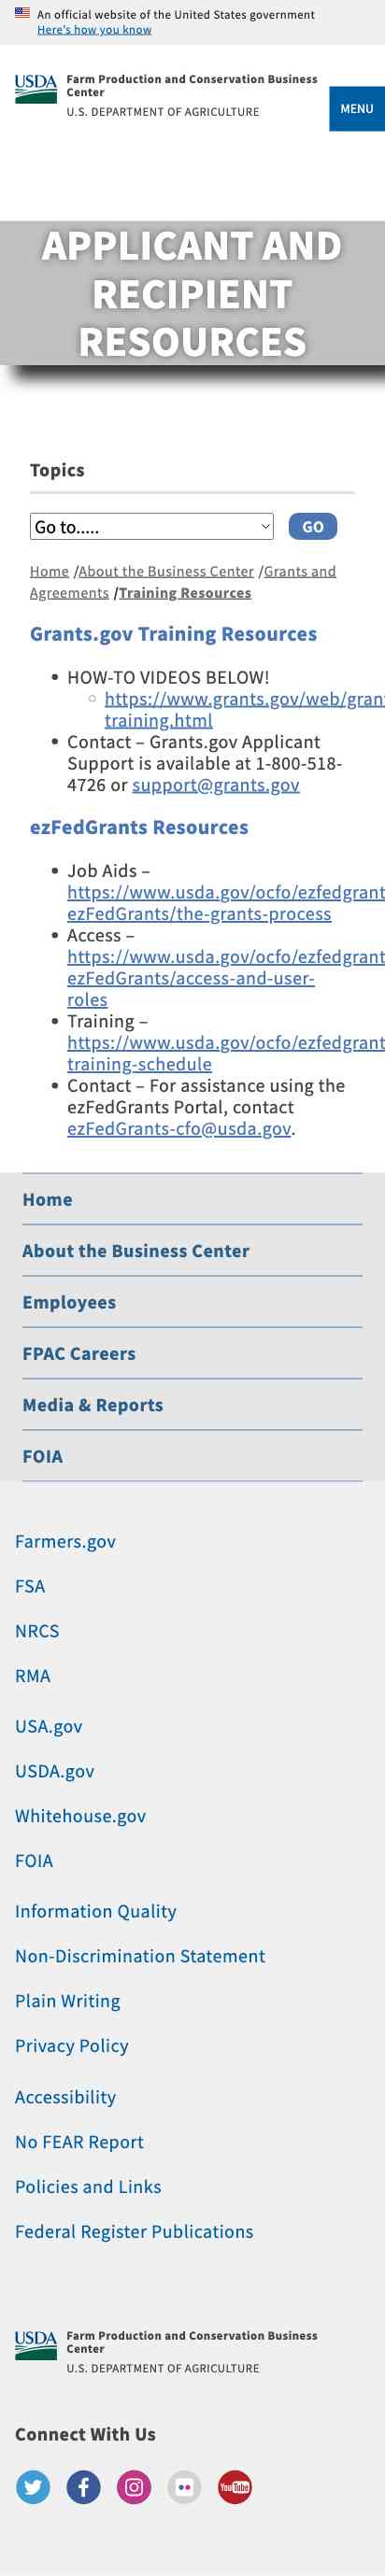 An official website of the United States government
Here's how you know
USDA
Farm Production and Conservation Business
Center
U.S. DEPARTMENT OF AGRICULTURE
MENU
APPLICANT AND
RECIPIENT
RESOURCES
Topics
Go to.....
GO
Home /About the Business Center /Grants and
Agreements /Training Resources
Grants.gov Training Resources
HOW-TO VIDEOS BELOW!
https://www.grants.gov/web/gran
training.html
Contact – Grants.gov Applicant
Support is available at 1-800-518-
4726 or support@grants.gov
ezFedGrants Resources
Job Aids –
https://www.usda.gov/ocfo/ezfedgrant
ezFedGrants/the-grants-process
Access –
https://www.usda.gov/ocfo/ezfedgrant
ezFedGrants/access-and-user-
roles
Training –
https://www.usda.gov/ocfo/ezfedgrant
training-schedule
Contact – For assistance using the
ezFedGrants Portal, contact
ezFedGrants-cfo@usda.gov.
Home
About the Business Center
Employees
FPAC Careers
Media & Reports
FOIA
Farmers.gov
FSA
NRCS
RMA
USA.gov
USDA.gov
Whitehouse.gov
FOIA
Information Quality
Non-Discrimination Statement
Plain Writing
Privacy Policy
Accessibility
No FEAR Report
Policies and Links
Federal Register Publications
USDA
Farm Production and Conservation Business
Center
U.S. DEPARTMENT OF AGRICULTURE
Connect With Us
YouTube